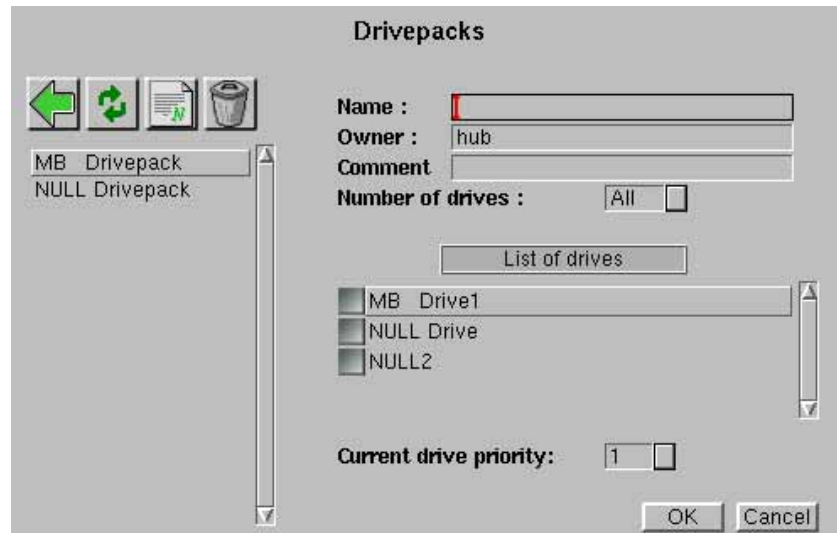 Drivepacks
N
MB Drivepack
NULL Drivepack
Name :
Owner : hub
Comment
Number of drives : All
List of drives
MB Drive1
NULL Drive
NULL2
Current drive priority: 1
OK Cancel